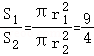 S₁/S₂ = πr₁²/πr₂² = 9/4